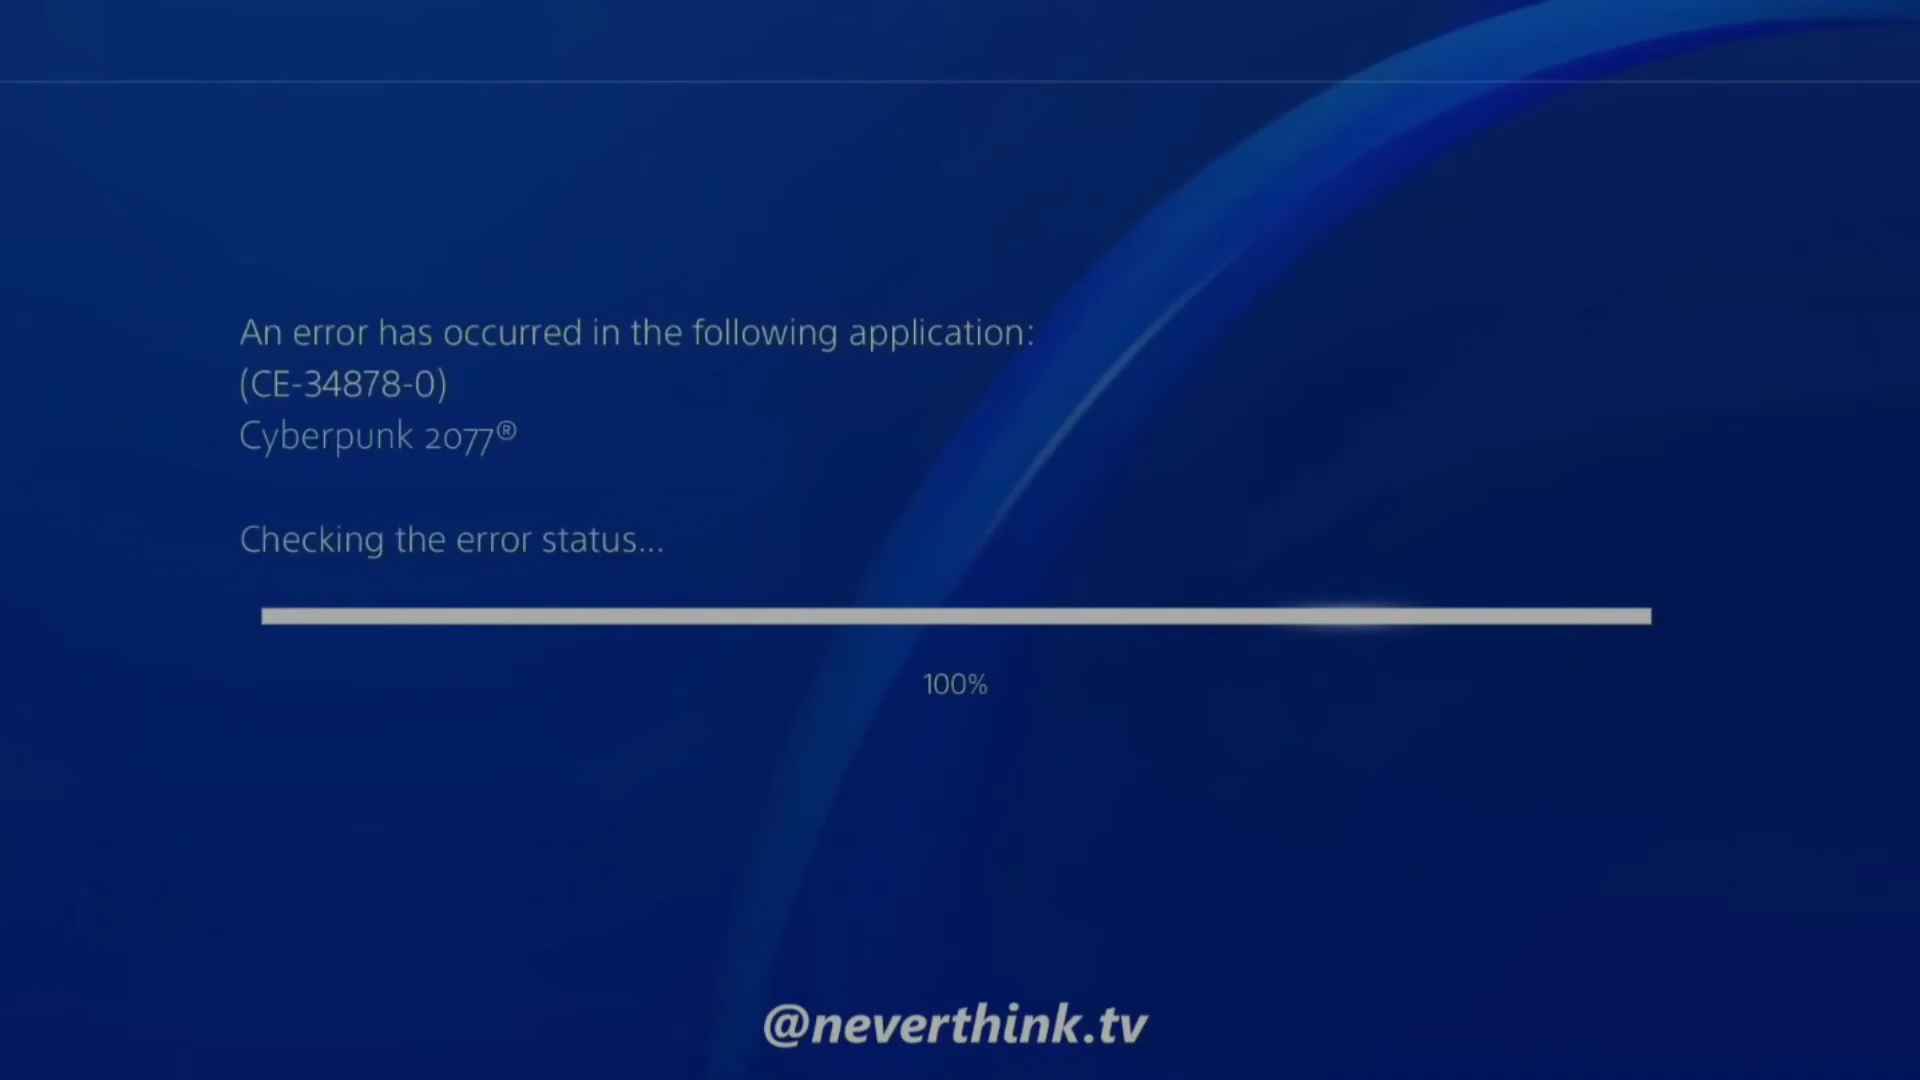 An error has occurred in the following application:
(CE-34878-0)
Cyberpunk 2077®
Checking the error status...
100%
@neverthink.tv